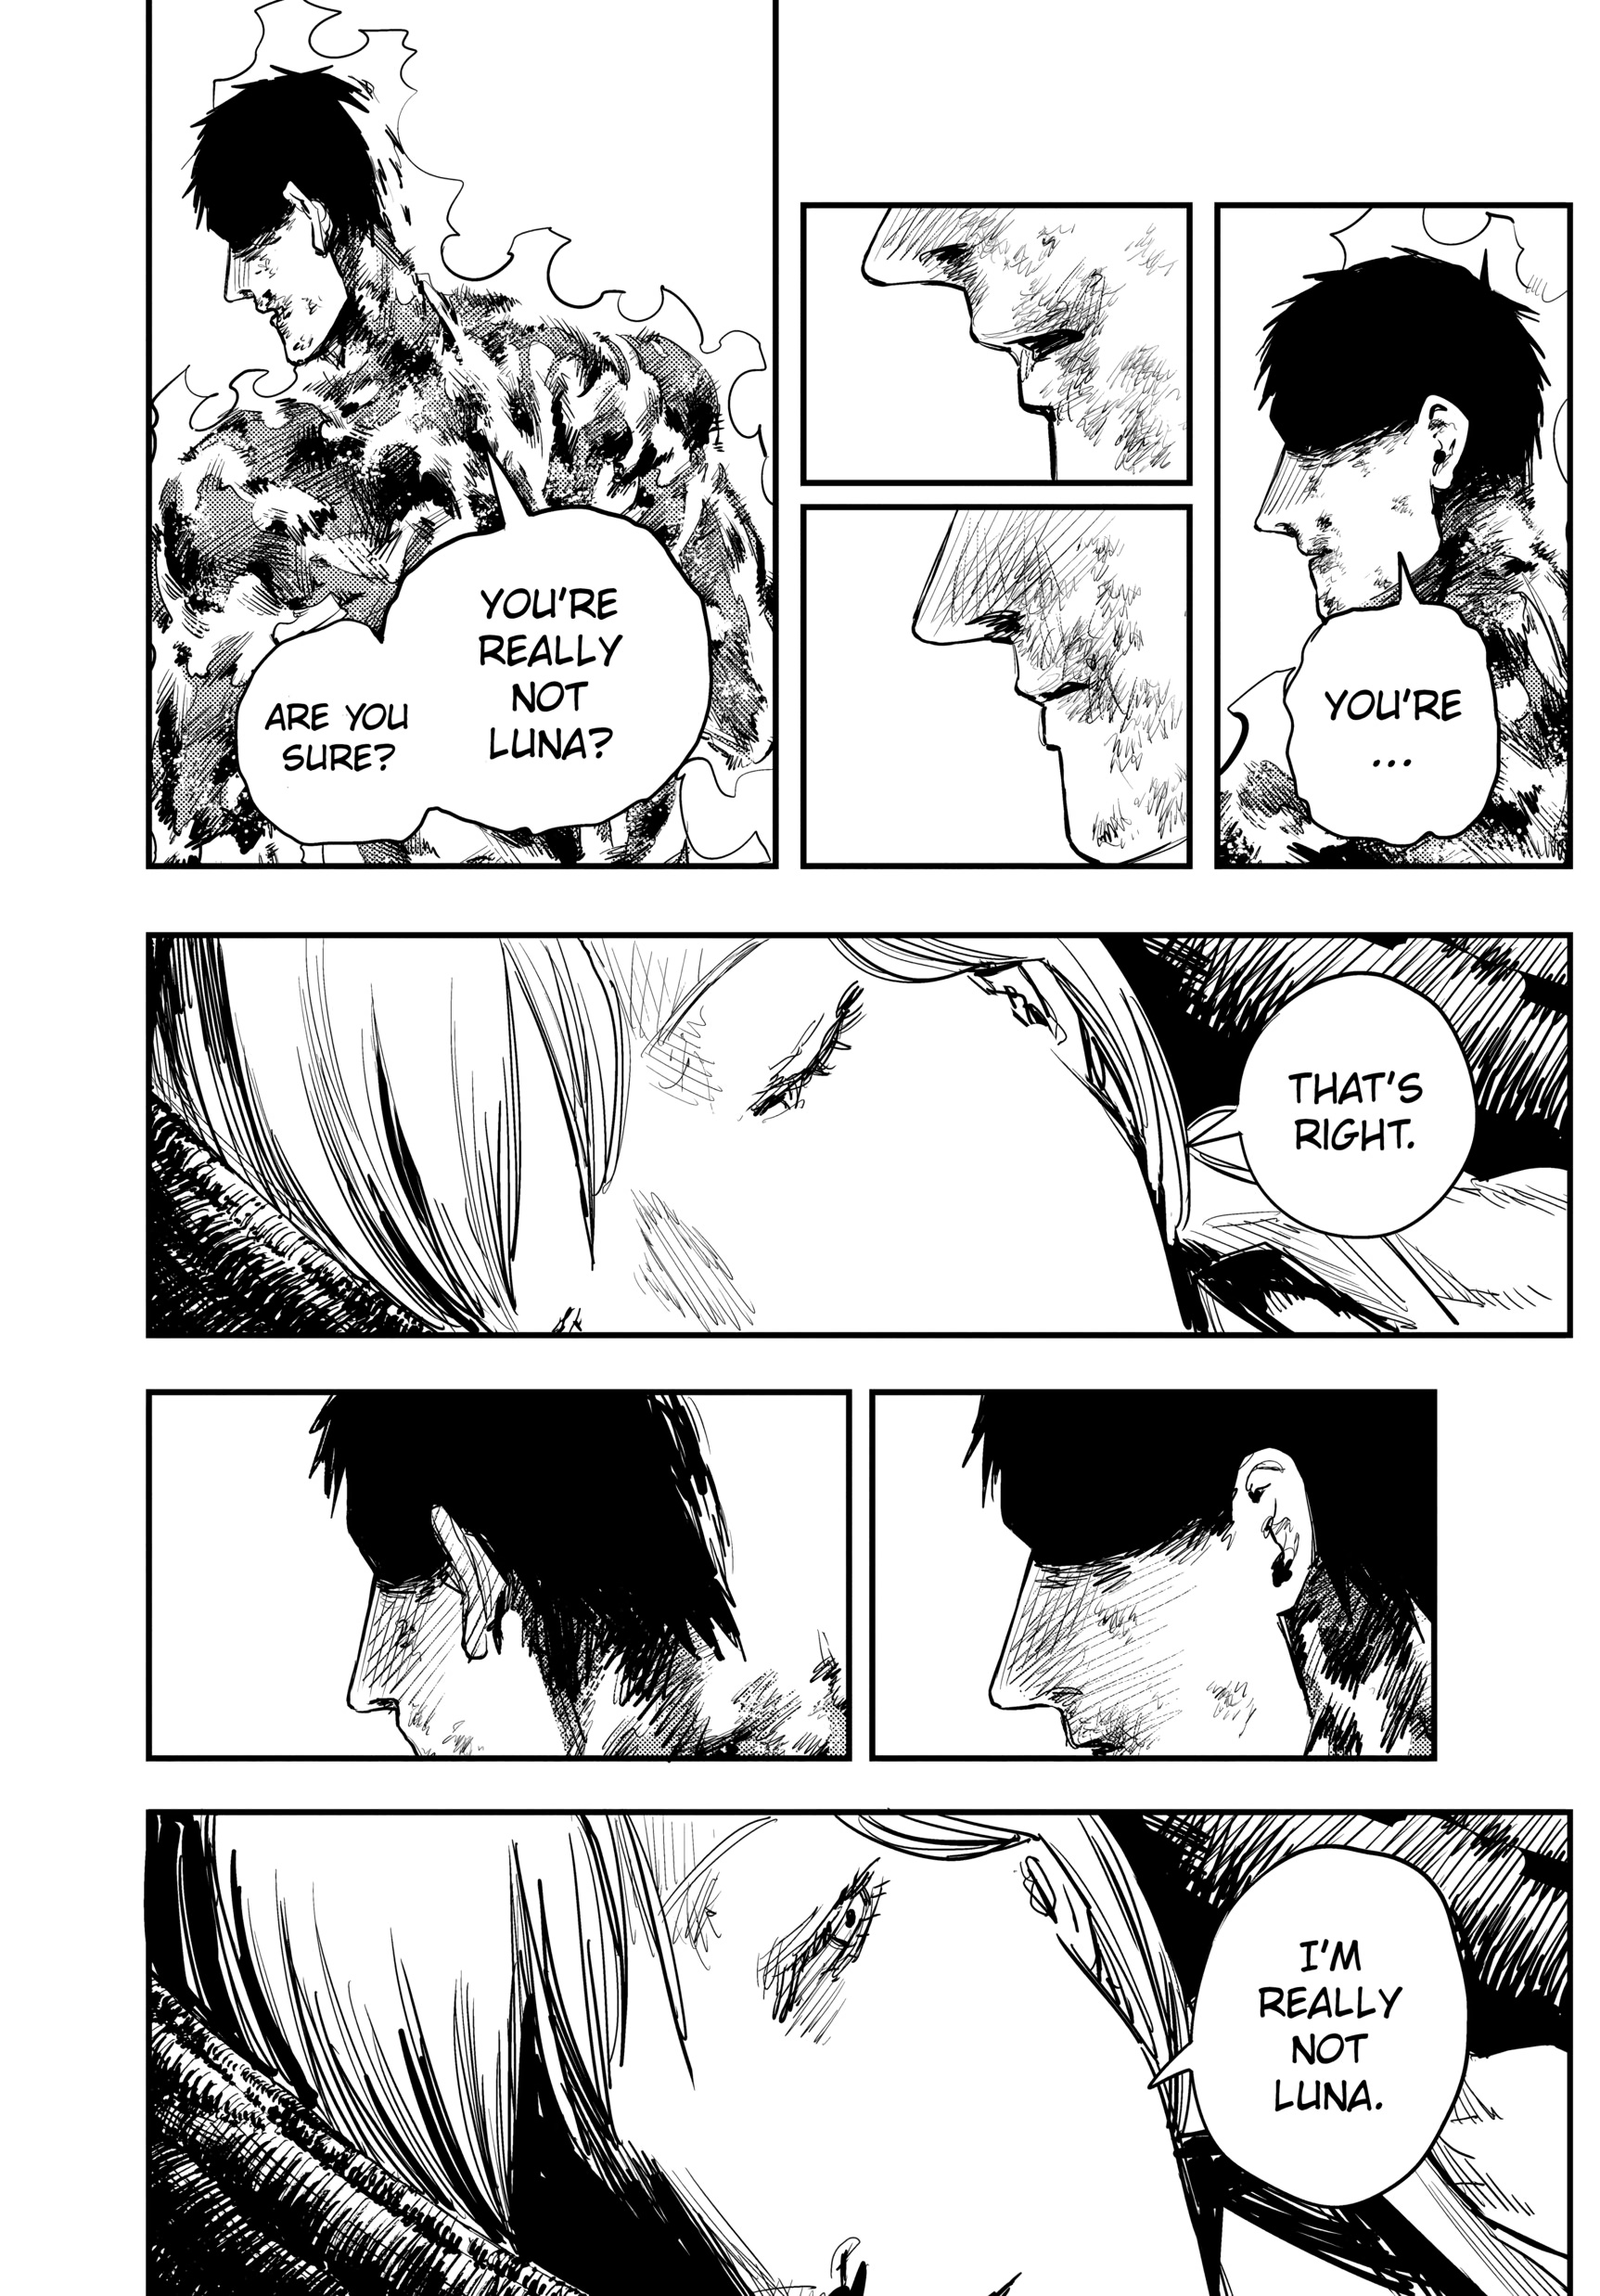 YOU'RE
...
YOU'RE
REALLY
NOT
LUNA?
ARE YOU
SURE?
THAT'S
RIGHT.
I'M
REALLY
NOT
LUNA.